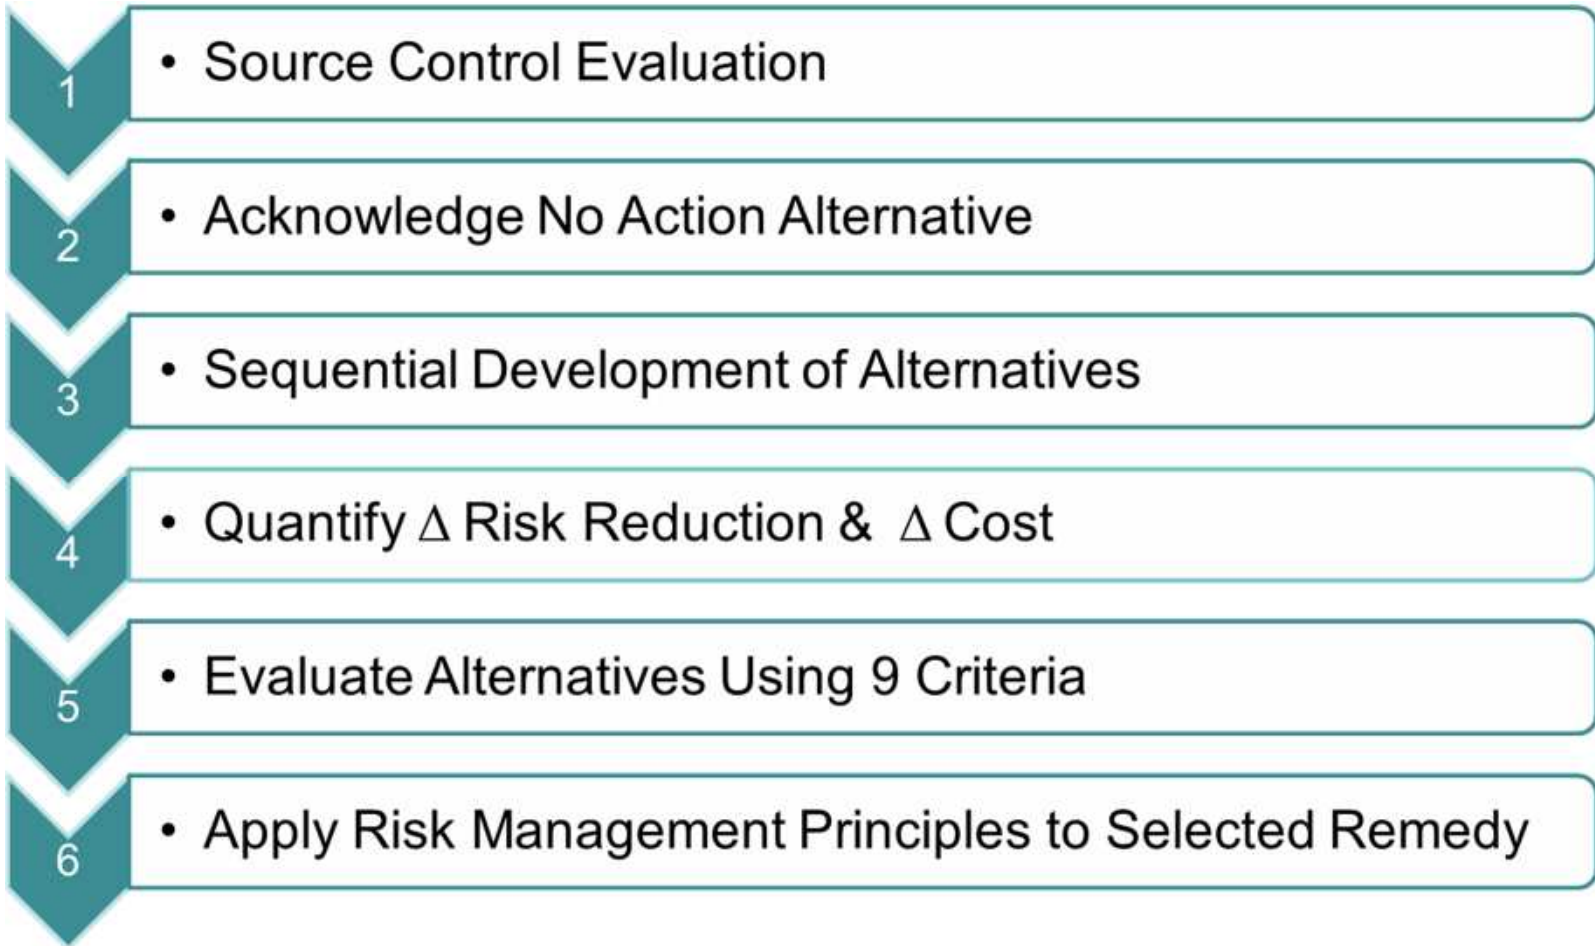 1
• Source Control Evaluation
2
• Acknowledge No Action Alternative
3
• Sequential Development of Alternatives
4
• Quantify Δ Risk Reduction & Δ Cost
5
• Evaluate Alternatives Using 9 Criteria
6
• Apply Risk Management Principles to Selected Remedy